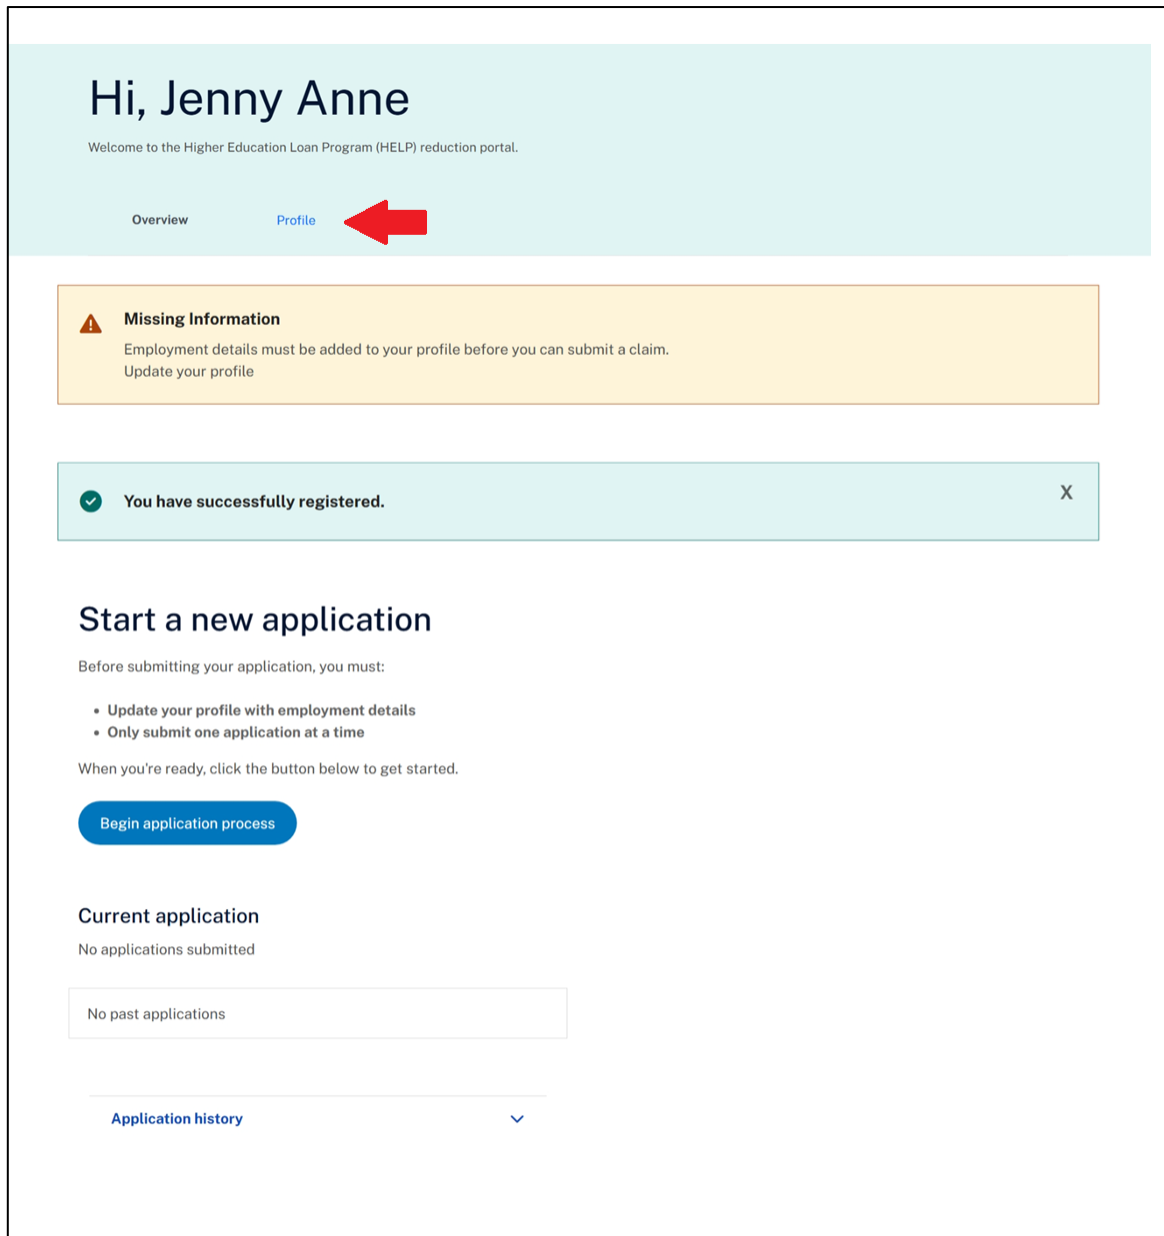 Hi, Jenny Anne
Welcome to the Higher Education Loan Program (HELP) reduction portal.
Overview Profile
Missing Information
Employment details must be added to your profile before you can submit a claim.
Update your profile
You have successfully registered. X
Start a new application
Before submitting your application, you must:
• Update your profile with employment details
• Only submit one application at a time
When you're ready, click the button below to get started.
Begin application process
Current application
No applications submitted
No past applications
Application history